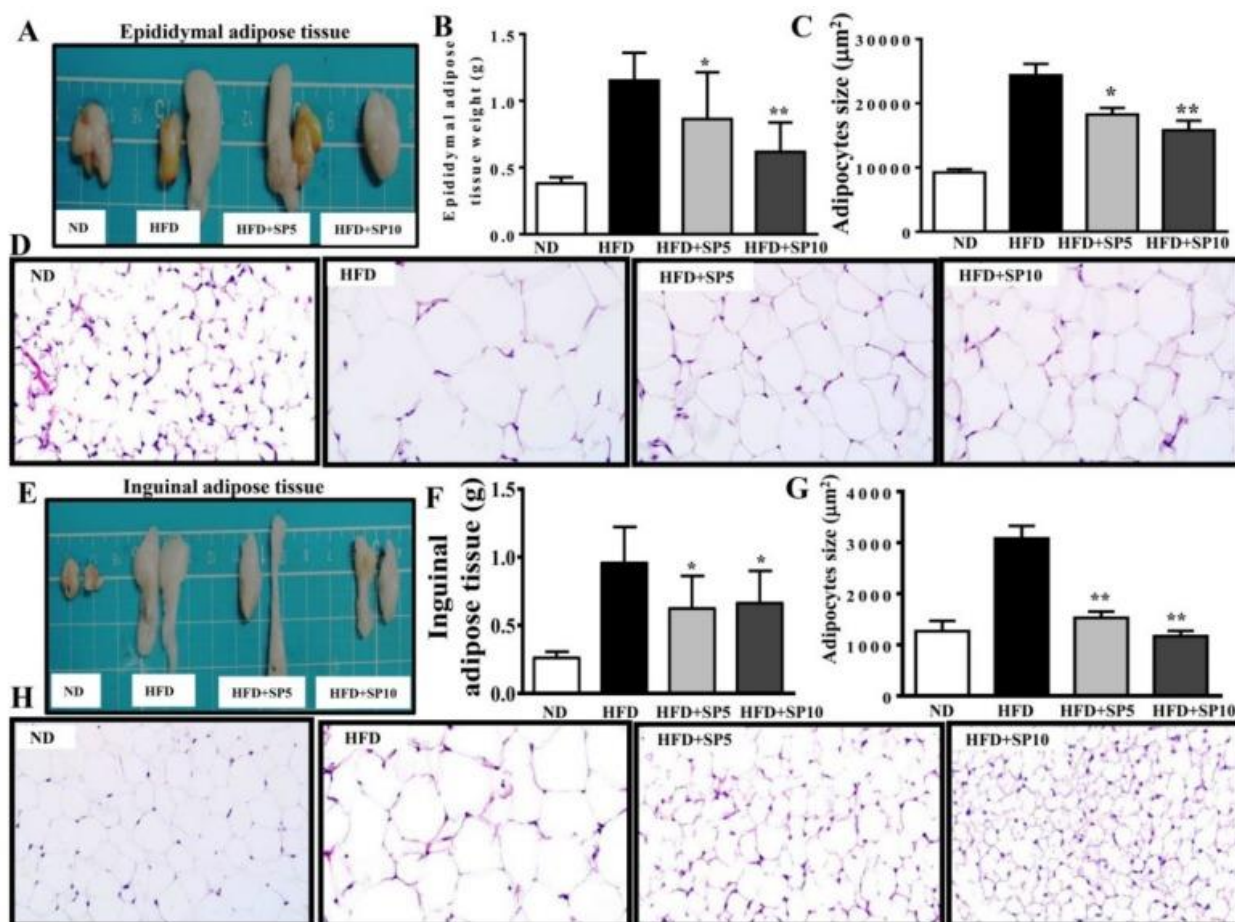 A
Epididymal adipose tissue
ND
HFD
HFD+SP5
HFD+SP10
B
Epididymal adipose
tissue weight (g)
1.5
1.0
0.5
0.0
ND
HFD
HFD+SP5
HFD+SP10
*
**
C
Adipocytes size (µm²)
30000
20000
10000
0
ND
HFD
HFD+SP5
HFD+SP10
*
**
D
ND
HFD
HFD+SP5
HFD+SP10
E
Inguinal adipose tissue
ND
HFD
HFD+SP5
HFD+SP10
F
Inguinal
adipose tissue (g)
1.5
1.0
0.5
0.0
ND
HFD
HFD+SP5
HFD+SP10
*
*
G
Adipocytes size (µm²)
4000
3000
2000
1000
0
ND
HFD
HFD+SP5
HFD+SP10
**
**
H
ND
HFD
HFD+SP5
HFD+SP10